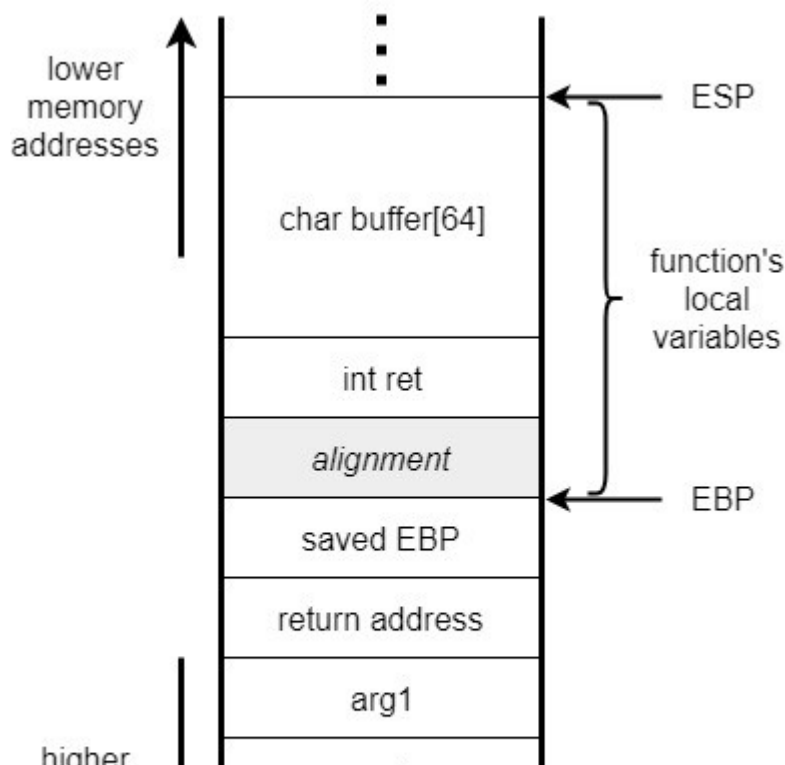 lower
memory
addresses
ESP
char buffer[64]
function's
local
variables
int ret
alignment
EBP
saved EBP
return address
arg1
higher